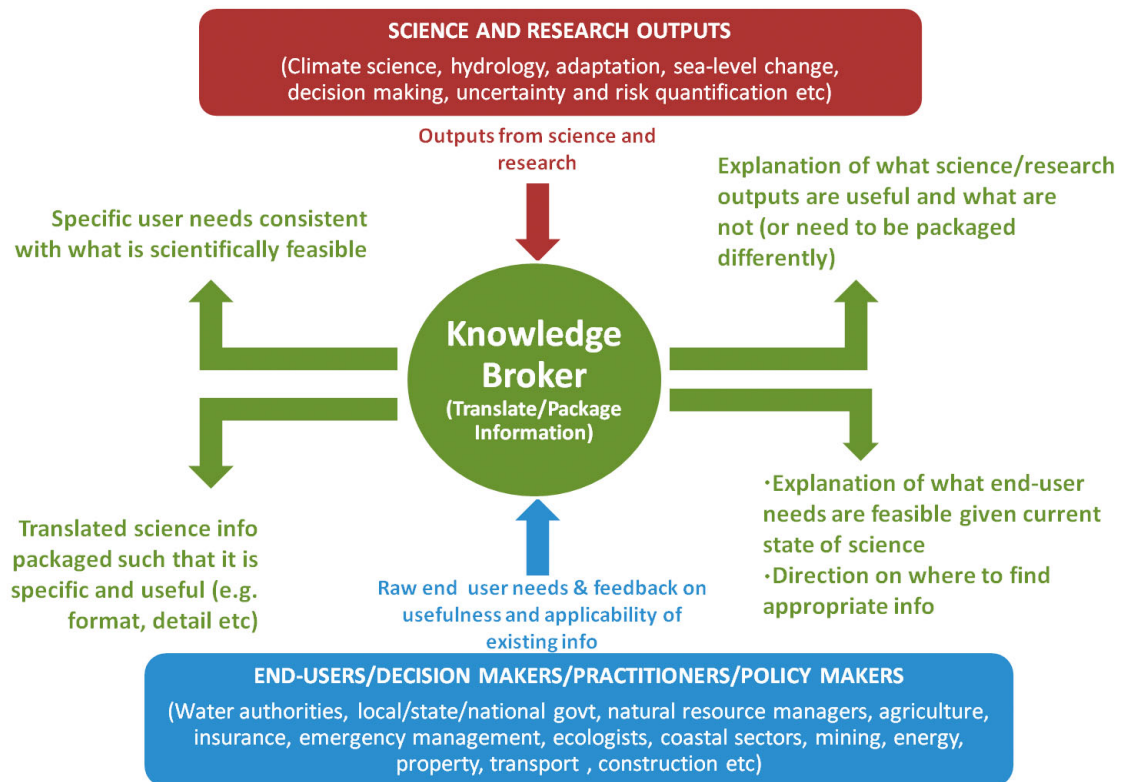 SCIENCE AND RESEARCH OUTPUTS
(Climate science, hydrology, adaptation, sea-level change,
decision making, uncertainty and risk quantification etc)
Outputs from science and
research
Specific user needs consistent
with what is scientifically feasible
Explanation of what science/research
outputs are useful and what are
not (or need to be packaged
differently)
Knowledge
Broker
(Translate/Package
Information)
Translated science info
packaged such that it is
specific and useful (e.g.
format, detail etc)
·Explanation of what end-user
needs are feasible given current
state of science
·Direction on where to find
appropriate info
Raw end user needs & feedback on
usefulness and applicability of
existing info
END-USERS/DECISION MAKERS/PRACTITIONERS/POLICY MAKERS
(Water authorities, local/state/national govt, natural resource managers, agriculture,
insurance, emergency management, ecologists, coastal sectors, mining, energy,
property, transport , construction etc)